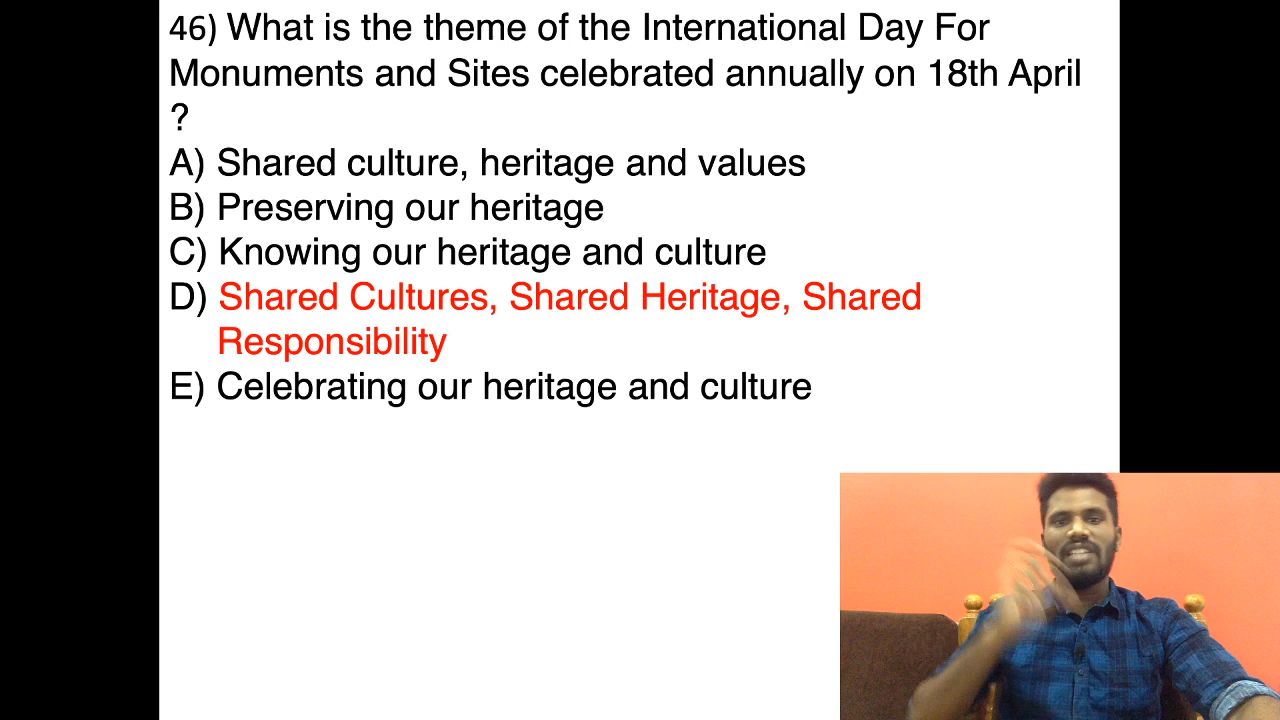 46) What is the theme of the International Day For
Monuments and Sites celebrated annually on 18th April
?
A) Shared culture, heritage and values
B) Preserving our heritage
C) Knowing our heritage and culture
D) Shared Cultures, Shared Heritage, Shared
Responsibility
E) Celebrating our heritage and culture